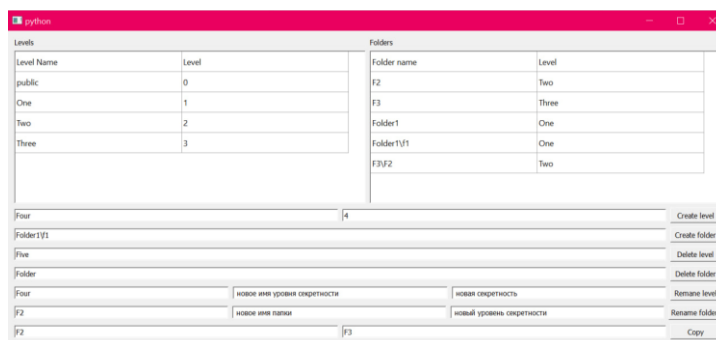 python
Levels
Level Name Level
public 0
One 1
Two 2
Three 3
Folders
Folder name Level
F2 Two
F3 Three
Folder1 One
Folder1\f1 One
F3\F2 Two
Four 4 Create level
Folder1\f1 Create folder
Five Delete level
Folder Delete folder
Four новое имя уровня секретности новая секретность Remane level
F2 новое имя папки новый уровень секретности Rename folder
F2 F3 Copy